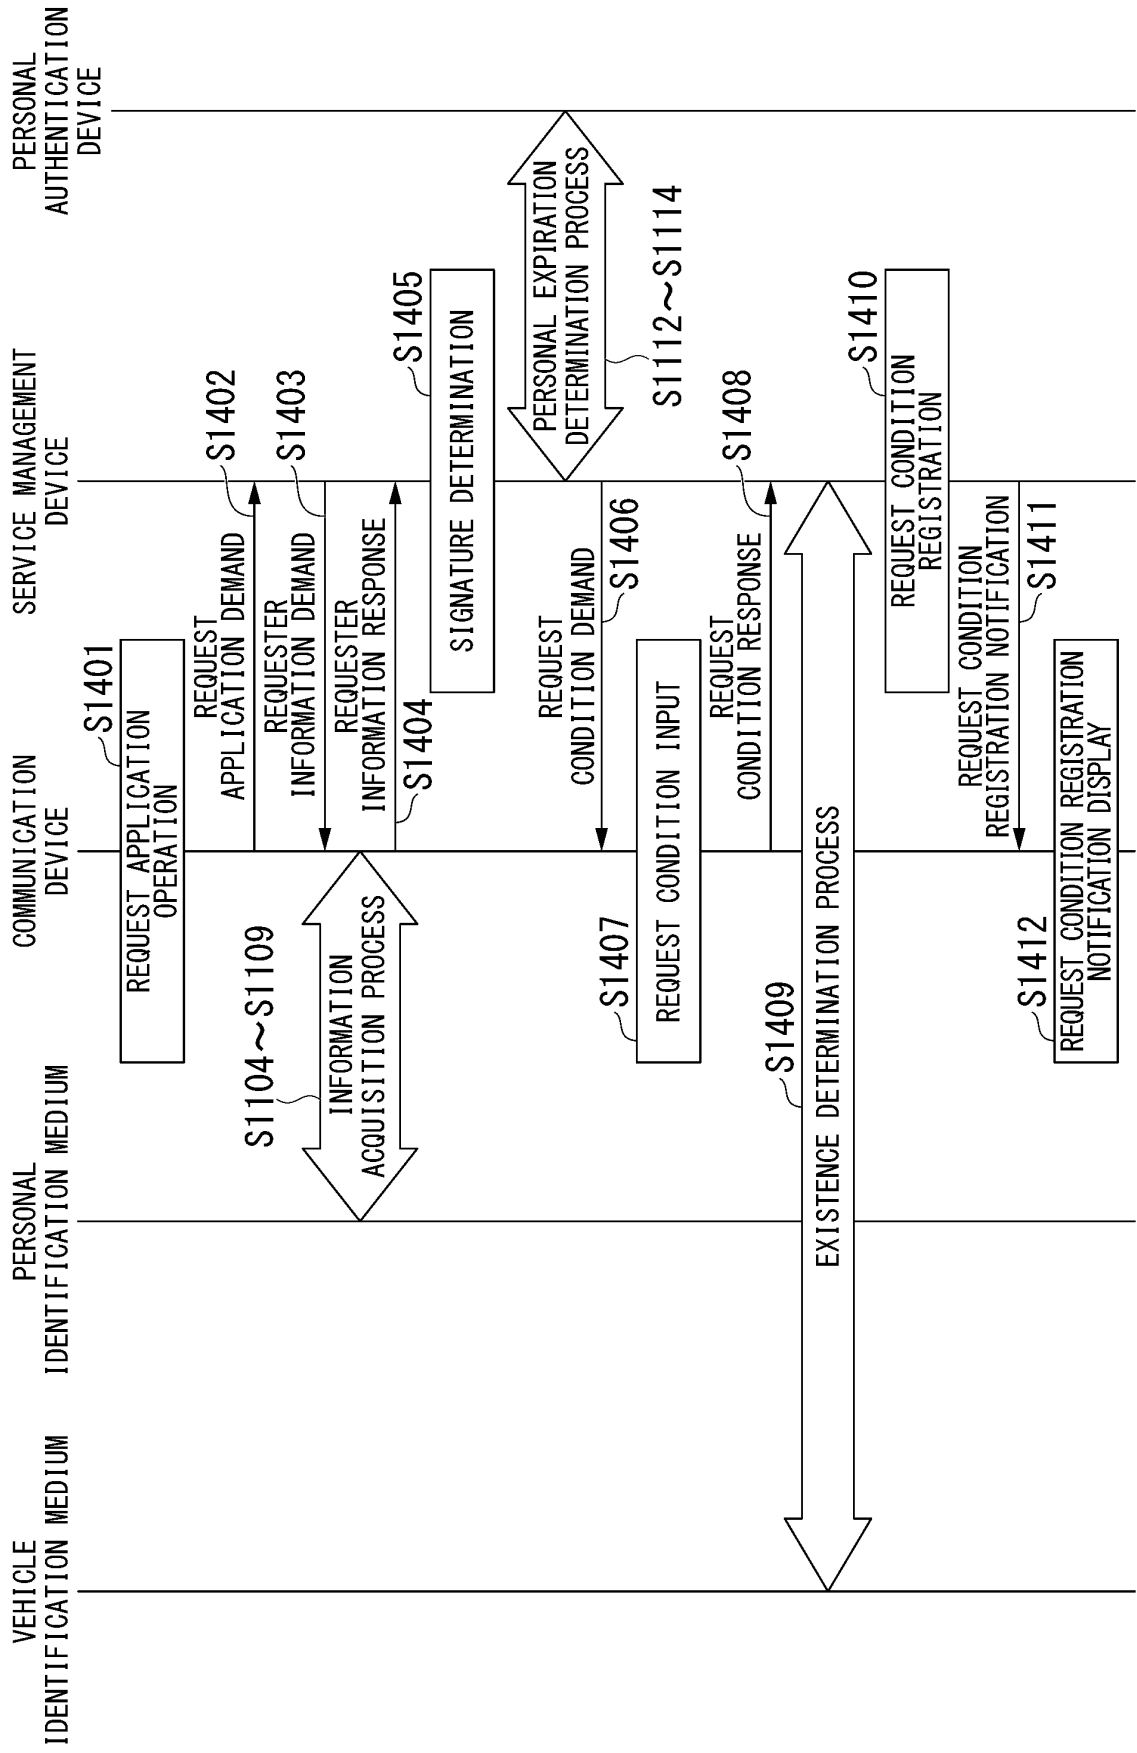 VEHICLE
IDENTIFICATION MEDIUM
PERSONAL
IDENTIFICATION MEDIUM
COMMUNICATION
DEVICE
SERVICE MANAGEMENT
DEVICE
PERSONAL
AUTHENTICATION
DEVICE
S1401
REQUEST APPLICATION
OPERATION
REQUEST
APPLICATION DEMAND
S1402
REQUESTER
INFORMATION DEMAND
S1403
S1104~S1109
INFORMATION
ACQUISITION PROCESS
REQUESTER
INFORMATION RESPONSE
S1404
S1405
SIGNATURE DETERMINATION
PERSONAL EXPIRATION
DETERMINATION PROCESS
S1112~S1114
REQUEST
CONDITION DEMAND
S1406
S1407
REQUEST CONDITION INPUT
REQUEST
CONDITION RESPONSE
S1408
S1409
EXISTENCE DETERMINATION PROCESS
S1410
REQUEST CONDITION
REGISTRATION
REQUEST CONDITION
REGISTRATION NOTIFICATION
S1411
S1412
REQUEST CONDITION REGISTRATION
NOTIFICATION DISPLAY